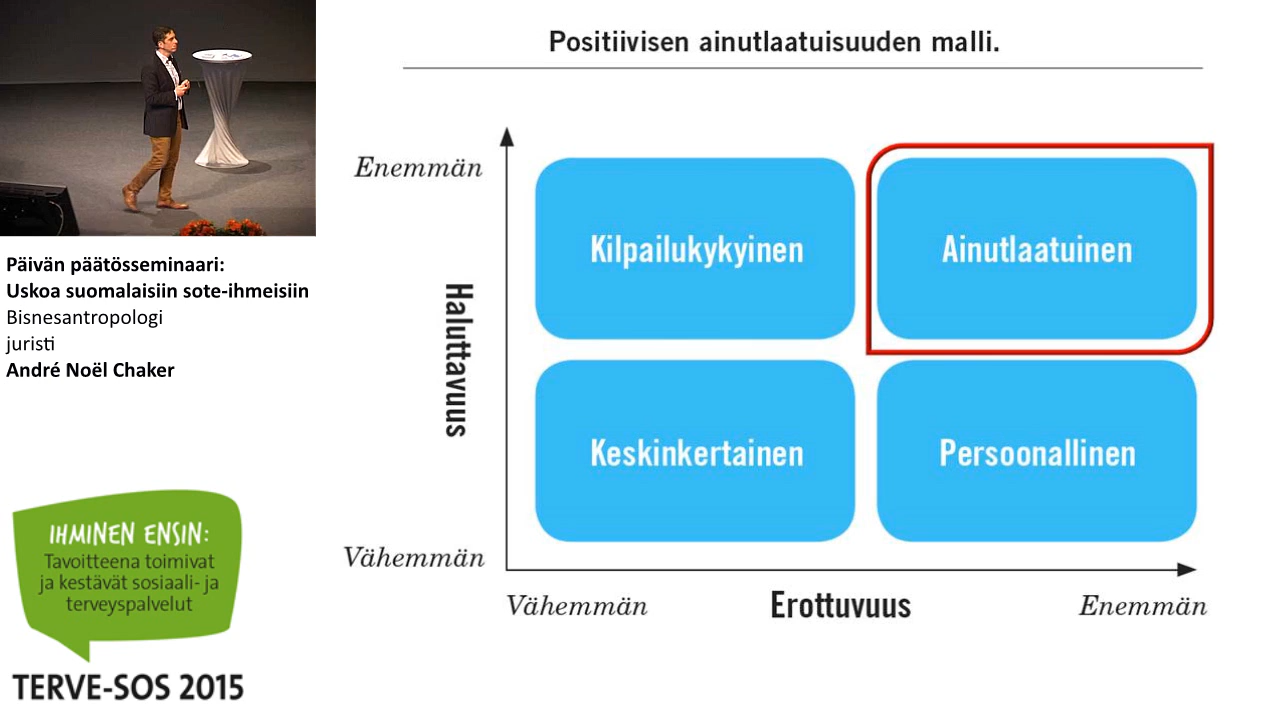 Positiivisen ainutlaatuisuuden malli.
Enemmän
Kilpailukykyinen
Ainutlaatuinen
Haluttavuus
Keskinkertainen
Persoonallinen
Vähemmän
Vähemmän
Erottuvuus
Enemmän
Päivän päätösseminaari:
Uskoa suomalaisiin sote-ihmeisiin
Bisnesantropologi
juristi
André Noël Chaker
IHMINEN ENSIN:
Tavoitteena toimivat
ja kestävät sosiaali- ja
terveyspalvelut
TERVE-SOS 2015